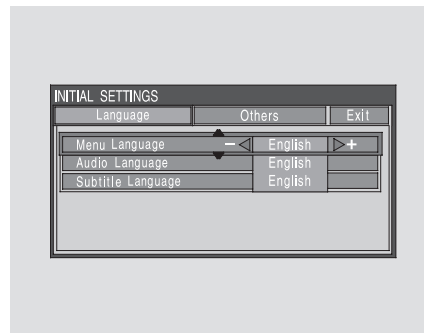 INITIAL SETTINGS
Language Others Exit
Menu Language − English +
Audio Language English
Subtitle Language English